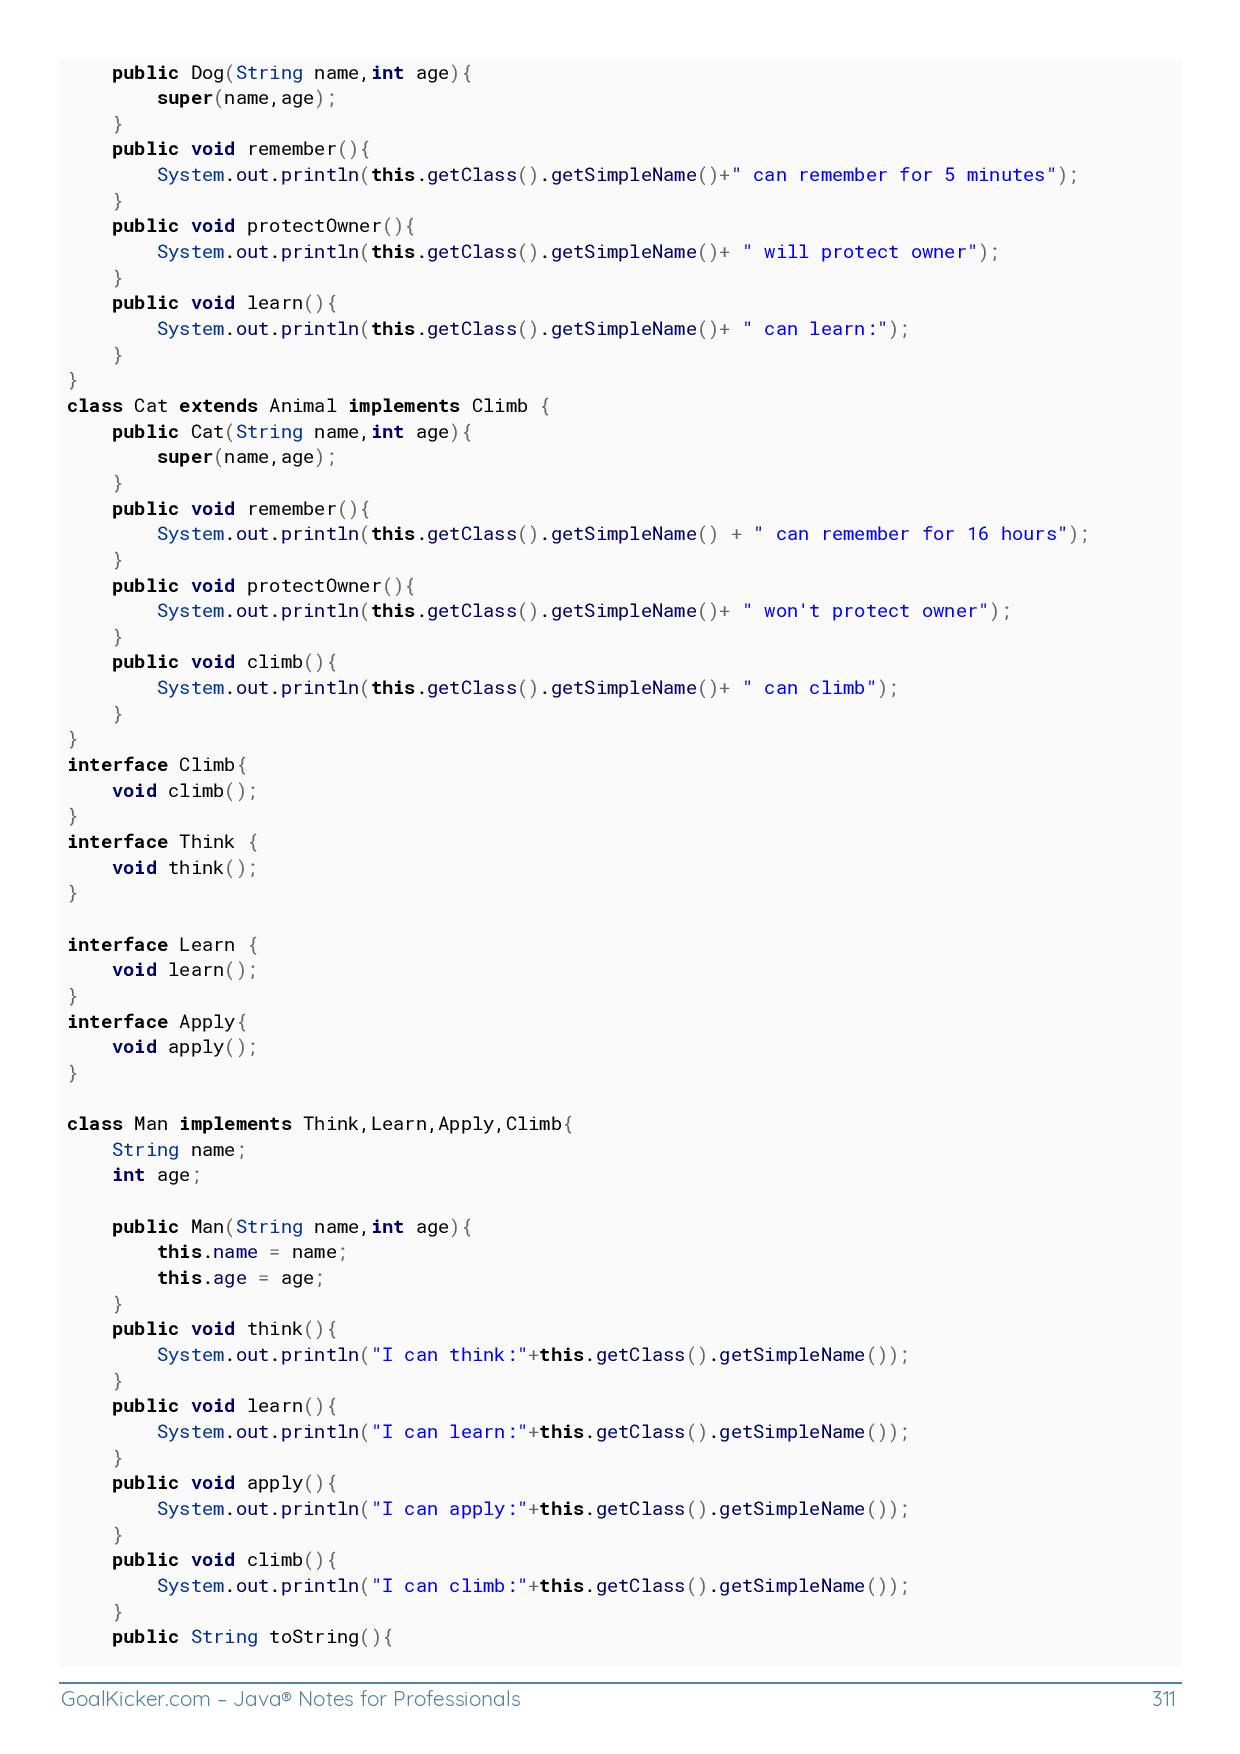 public Dog(String name,int age){
        super(name,age);
    }
    public void remember(){
        System.out.println(this.getClass().getSimpleName()+" can remember for 5 minutes");
    }
    public void protectOwner(){
        System.out.println(this.getClass().getSimpleName()+ " will protect owner");
    }
    public void learn(){
        System.out.println(this.getClass().getSimpleName()+ " can learn:");
    }
}
class Cat extends Animal implements Climb {
    public Cat(String name,int age){
        super(name,age);
    }
    public void remember(){
        System.out.println(this.getClass().getSimpleName() + " can remember for 16 hours");
    }
    public void protectOwner(){
        System.out.println(this.getClass().getSimpleName()+ " won't protect owner");
    }
    public void climb(){
        System.out.println(this.getClass().getSimpleName()+ " can climb");
    }
}
interface Climb{
    void climb();
}
interface Think {
    void think();
}

interface Learn {
    void learn();
}
interface Apply{
    void apply();
}

class Man implements Think,Learn,Apply,Climb{
    String name;
    int age;

    public Man(String name,int age){
        this.name = name;
        this.age = age;
    }
    public void think(){
        System.out.println("I can think:"+this.getClass().getSimpleName());
    }
    public void learn(){
        System.out.println("I can learn:"+this.getClass().getSimpleName());
    }
    public void apply(){
        System.out.println("I can apply:"+this.getClass().getSimpleName());
    }
    public void climb(){
        System.out.println("I can climb:"+this.getClass().getSimpleName());
    }
    public String toString(){
GoalKicker.com – Java® Notes for Professionals 311